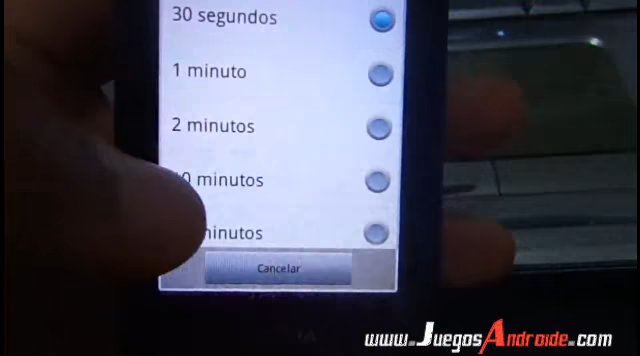 30 segundos
1 minuto
2 minutos
minutos
minutos
Cancelar
www.JuegosAndroide.com